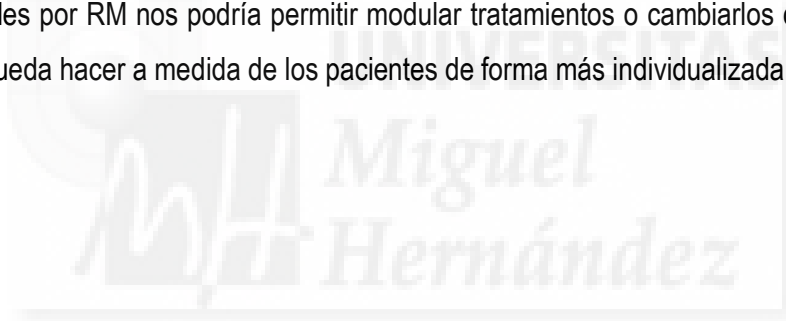 les por RM nos podría permitir modular tratamientos o cambiarlos
ueda hacer a medida de los pacientes de forma más individualizada
UNIVERSITAS
Miguel
Hernández